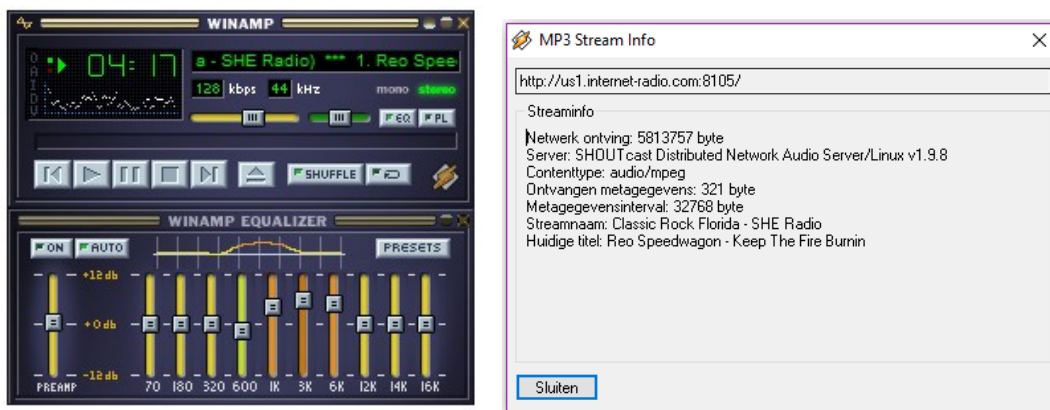 WINAMP
O
A
I
D
V
04:17
a - SHE Radio) *** 1. Reo Spee
128 kbps 44 kHz mono stereo
EQ PL
SHUFFLE
WINAMP EQUALIZER
ON AUTO PRESETS
+12 db
+0 db
-12 db
PREAMP 70 180 320 600 1K 3K 6K 12K 14K 16K
MP3 Stream Info
http://us1.internet-radio.com:8105/
Streaminfo
Netwerk ontving: 5813757 byte
Server: SHOUTcast Distributed Network Audio Server/Linux v1.9.8
Contenttype: audio/mpeg
Ontvangen metagegevens: 321 byte
Metagegevensinterval: 32768 byte
Streamnaam: Classic Rock Florida - SHE Radio
Huidige titel: Reo Speedwagon - Keep The Fire Burnin
Sluiten